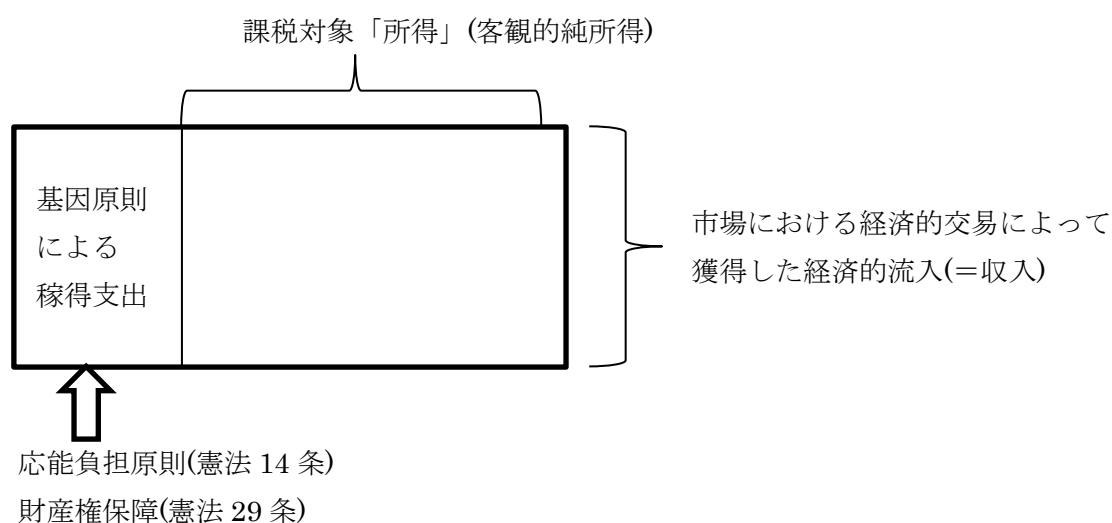 課税対象「所得」(客観的純所得)
基因原則
による
稼得支出
市場における経済的交易によって
獲得した経済的流入(=収入)
応能負担原則(憲法 14 条)
財産権保障(憲法 29 条)